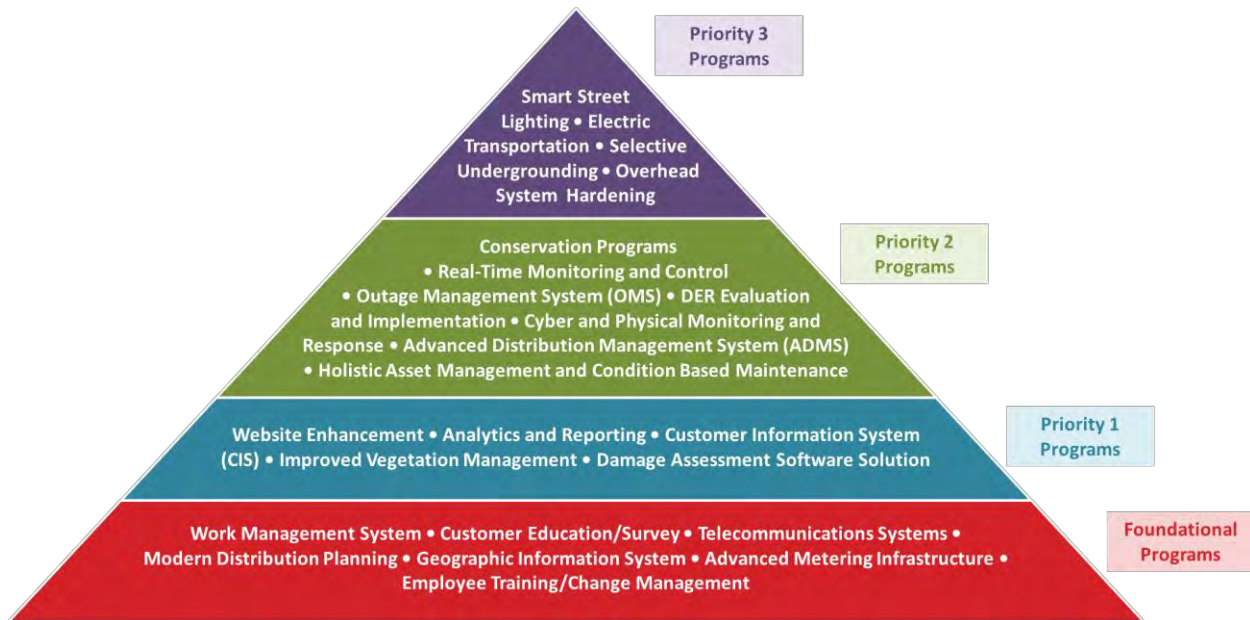 Priority 3
Programs
Smart Street
Lighting • Electric
Transportation • Selective
Undergrounding • Overhead
System Hardening
Priority 2
Programs
Conservation Programs
• Real-Time Monitoring and Control
• Outage Management System (OMS) • DER Evaluation
and Implementation • Cyber and Physical Monitoring and
Response • Advanced Distribution Management System (ADMS)
• Holistic Asset Management and Condition Based Maintenance
Priority 1
Programs
Website Enhancement • Analytics and Reporting • Customer Information System
(CIS) • Improved Vegetation Management • Damage Assessment Software Solution
Foundational
Programs
Work Management System • Customer Education/Survey • Telecommunications Systems •
Modern Distribution Planning • Geographic Information System • Advanced Metering Infrastructure •
Employee Training/Change Management